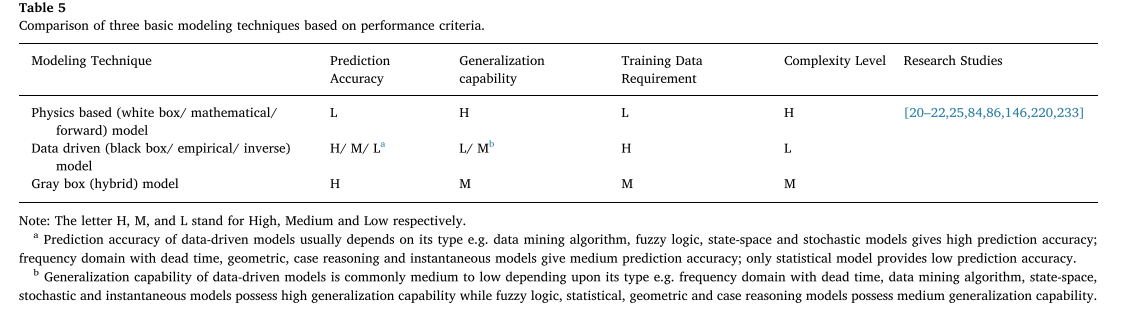 Table 5
Comparison of three basic modeling techniques based on performance criteria.
Modeling Technique Prediction Accuracy Generalization capability Training Data Requirement Complexity Level Research Studies
Physics based (white box/ mathematical/ L H L H [20–22,25,84,86,146,220,233]
forward) model
Data driven (black box/ empirical/ inverse) H/ M/ Lª L/ Mᵇ H L
model
Gray box (hybrid) model H M M M
Note: The letter H, M, and L stand for High, Medium and Low respectively.
ª Prediction accuracy of data-driven models usually depends on its type e.g. data mining algorithm, fuzzy logic, state-space and stochastic models gives high prediction accuracy;
frequency domain with dead time, geometric, case reasoning and instantaneous models give medium prediction accuracy; only statistical model provides low prediction accuracy.
ᵇ Generalization capability of data-driven models is commonly medium to low depending upon its type e.g. frequency domain with dead time, data mining algorithm, state-space,
stochastic and instantaneous models possess high generalization capability while fuzzy logic, statistical, geometric and case reasoning models possess medium generalization capability.